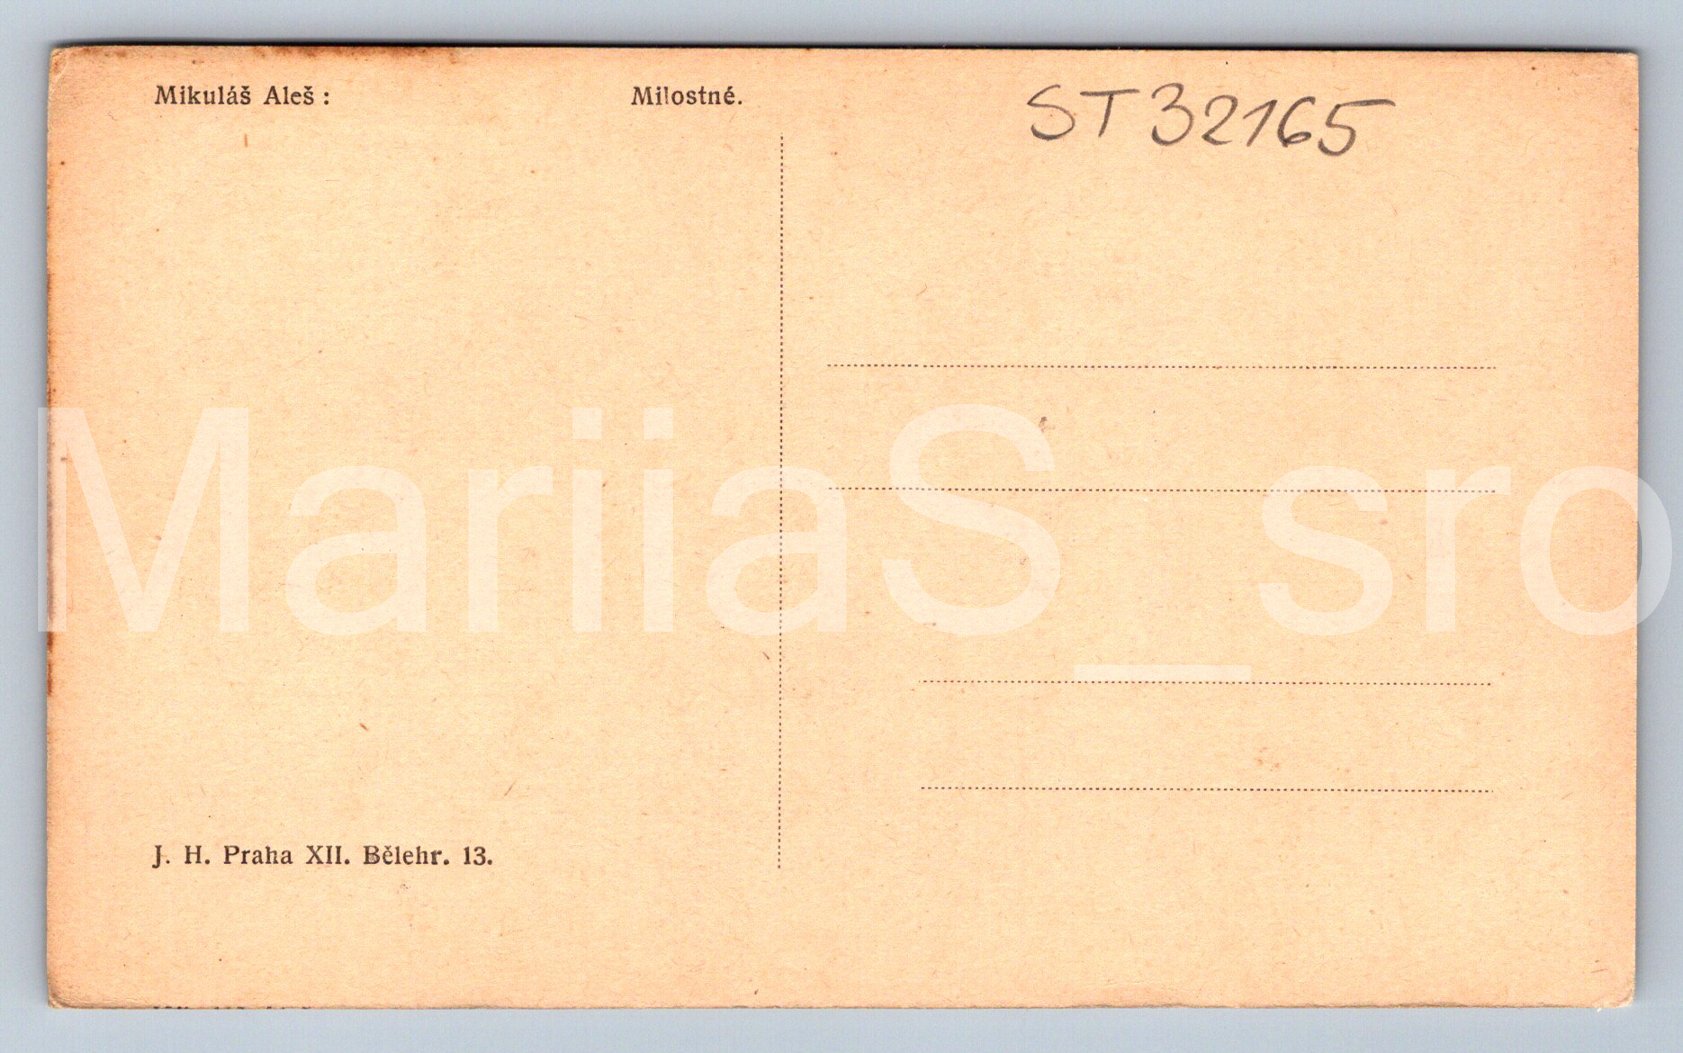 Mikuláš Aleš :
Milostné.
ST32165
MariiaS_sro
J. H. Praha XII. Bělehr. 13.